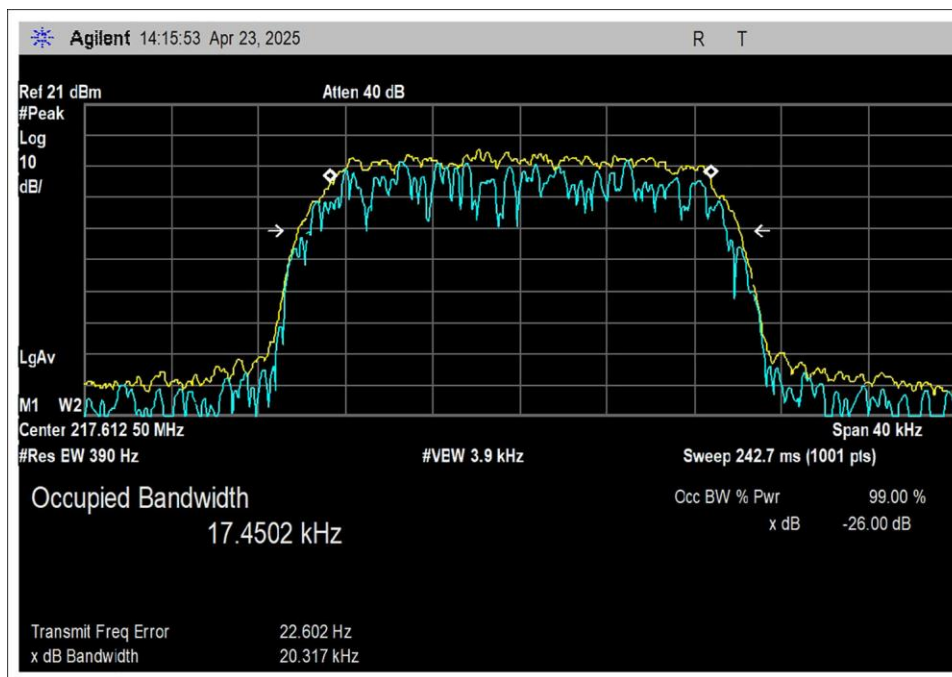 Agilent 14:15:53 Apr 23, 2025 R T
Ref 21 dBm Atten 40 dB
#Peak
Log
10
dB/
LgAv
M1 W2
Center 217.612 50 MHz Span 40 kHz
#Res EW 390 Hz #VBW 3.9 kHz Sweep 242.7 ms (1001 pts)
Occupied Bandwidth Occ BW % Pwr 99.00 %
17.4502 kHz x dB -26.00 dB
Transmit Freq Error 22.602 Hz
x dB Bandwidth 20.317 kHz